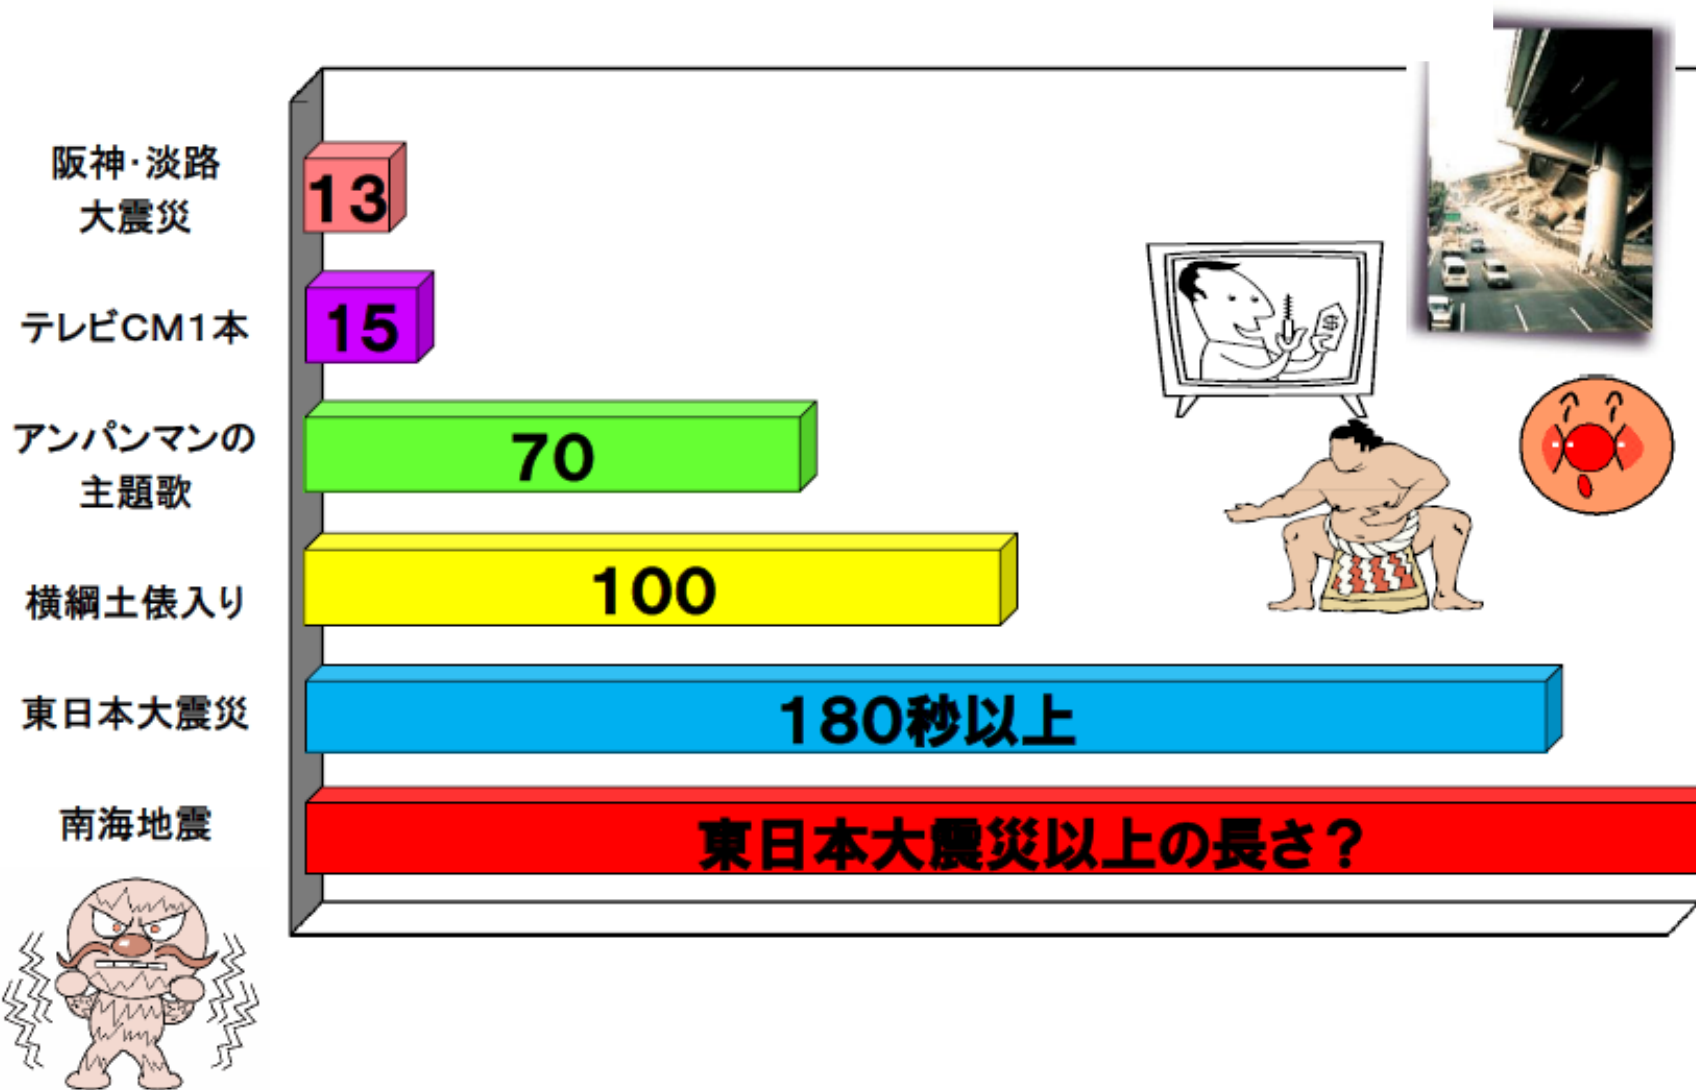 阪神・淡路
大震災
13
テレビCM1本
15
アンパンマンの
主題歌
70
横綱土俵入り
100
東日本大震災
180秒以上
南海地震
東日本大震災以上の長さ？